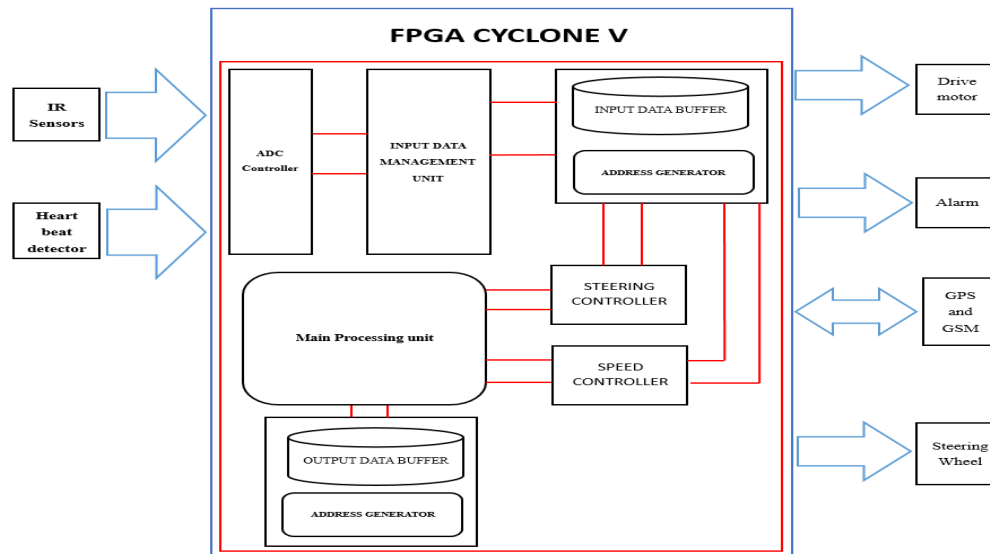 FPGA CYCLONE V
IR
Sensors
Heart
beat
detector
ADC
Controller
INPUT DATA
MANAGEMENT
UNIT
INPUT DATA BUFFER
ADDRESS GENERATOR
STEERING
CONTROLLER
Main Processing unit
SPEED
CONTROLLER
OUTPUT DATA BUFFER
ADDRESS GENERATOR
Drive
motor
Alarm
GPS
and
GSM
Steering
Wheel